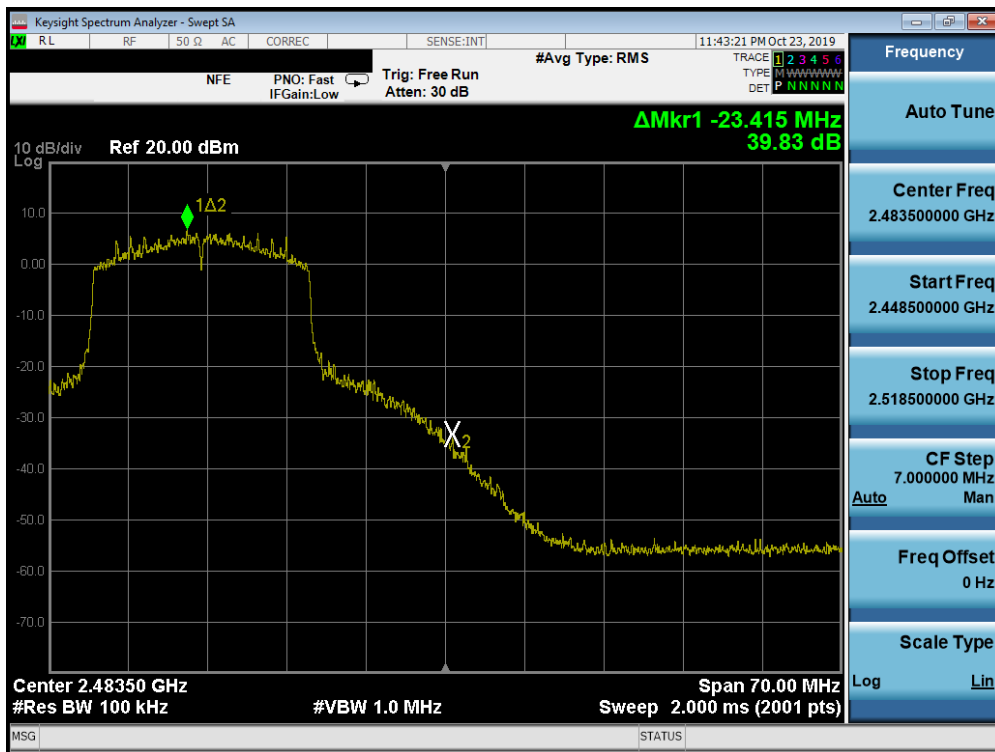 Keysight Spectrum Analyzer - Swept SA
LXI RL RF 50 Ω AC CORREC SENSE:INT 11:43:21 PM Oct 23, 2019
Frequency
#Avg Type: RMS
TRACE 1 2 3 4 5 6
NFE PNO: Fast Trig: Free Run TYPE M WWWWW
IFGain:Low Atten: 30 dB DET P N N N N N
Auto Tune
ΔMkr1 -23.415 MHz
39.83 dB
10 dB/div Ref 20.00 dBm
Log
1Δ2
10.0
0.00
-10.0
-20.0
-30.0
X2
-40.0
-50.0
-60.0
-70.0
Center 2.48350 GHz Span 70.00 MHz
#Res BW 100 kHz #VBW 1.0 MHz Sweep 2.000 ms (2001 pts)
Center Freq
2.483500000 GHz
Start Freq
2.448500000 GHz
Stop Freq
2.518500000 GHz
CF Step
7.000000 MHz
Auto Man
Freq Offset
0 Hz
Scale Type
Log Lin
MSG STATUS